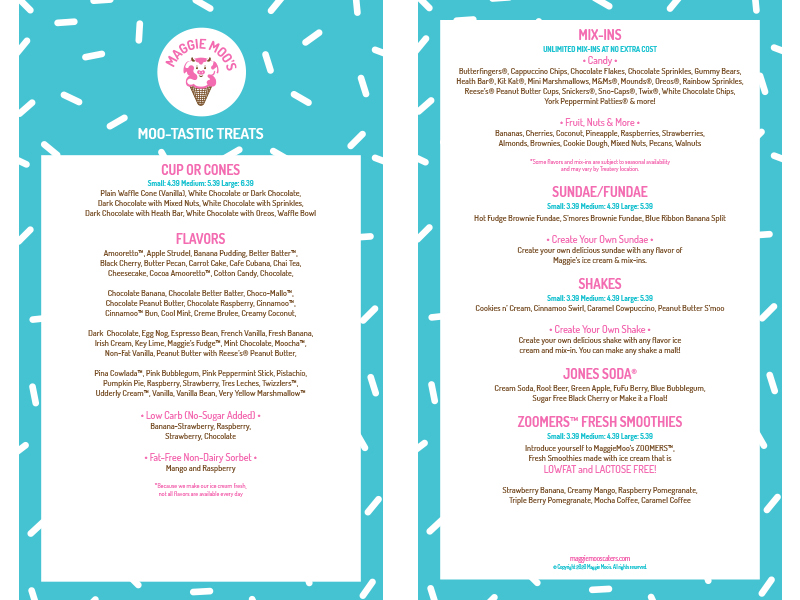 MAGGIE MOO'S
MOO-TASTIC TREATS
CUP OR CONES
Small: 4.39 Medium: 5.39 Large: 6.39
Plain Waffle Cone (Vanilla), White Chocolate or Dark Chocolate,
Dark Chocolate with Mixed Nuts, White Chocolate with Sprinkles,
Dark Chocolate with Heath Bar, White Chocolate with Oreos, Waffle Bowl
FLAVORS
Amooretto™, Apple Strudel, Banana Pudding, Better Batter™,
Black Cherry, Butter Pecan, Carrot Cake, Cafe Cubana, Chai Tea,
Cheesecake, Cocoa Amooretto™, Cotton Candy, Chocolate,
Chocolate Banana, Chocolate Better Batter, Choco-Mallo™,
Chocolate Peanut Butter, Chocolate Raspberry, Cinnamoo™,
Cinnamoo™ Bun, Cool Mint, Creme Brulee, Creamy Coconut,
Dark Chocolate, Egg Nog, Espresso Bean, French Vanilla, Fresh Banana,
Irish Cream, Key Lime, Maggie's Fudge™, Mint Chocolate, Moocha™,
Non-Fat Vanilla, Peanut Butter with Reese's® Peanut Butter,
Pina Cowlada™, Pink Bubblegum, Pink Peppermint Stick, Pistachio,
Pumpkin Pie, Raspberry, Strawberry, Tres Leches, Twizzlers™,
Udderly Cream™, Vanilla, Vanilla Bean, Very Yellow Marshmallow™
• Low Carb (No-Sugar Added) •
Banana-Strawberry, Raspberry,
Strawberry, Chocolate
• Fat-Free Non-Dairy Sorbet •
Mango and Raspberry
*Because we make our ice cream fresh,
not all flavors are available every day
MIX-INS
UNLIMITED MIX-INS AT NO EXTRA COST
• Candy •
Butterfingers®, Cappuccino Chips, Chocolate Flakes, Chocolate Sprinkles, Gummy Bears,
Heath Bar®, Kit Kat®, Mini Marshmallows, M&Ms®, Mounds®, Oreos®, Rainbow Sprinkles,
Reese's® Peanut Butter Cups, Snickers®, Sno-Caps®, Twix®, White Chocolate Chips,
York Peppermint Patties® & more!
• Fruit, Nuts & More •
Bananas, Cherries, Coconut, Pineapple, Raspberries, Strawberries,
Almonds, Brownies, Cookie Dough, Mixed Nuts, Pecans, Walnuts
*Some flavors and mix-ins are subject to seasonal availability
and may vary by Treatery location.
SUNDAE/FUNDAE
Small: 3.39 Medium: 4.39 Large: 5.39
Hot Fudge Brownie Fundae, S'mores Brownie Fundae, Blue Ribbon Banana Split
• Create Your Own Sundae •
Create your own delicious sundae with any flavor of
Maggie's ice cream & mix-ins.
SHAKES
Small: 3.39 Medium: 4.39 Large: 5.39
Cookies n' Cream, Cinnamoo Swirl, Caramel Cowpuccino, Peanut Butter S'moo
• Create Your Own Shake •
Create your own delicious shake with any flavor ice
cream and mix-in. You can make any shake a malt!
JONES SODA®
Cream Soda, Root Beer, Green Apple, FuFu Berry, Blue Bubblegum,
Sugar Free Black Cherry or Make it a Float!
ZOOMERS™ FRESH SMOOTHIES
Small: 3.39 Medium: 4.39 Large: 5.39
Introduce yourself to MaggieMoo's ZOOMERS™,
Fresh Smoothies made with ice cream that is
LOWFAT and LACTOSE FREE!
Strawberry Banana, Creamy Mango, Raspberry Pomegranate,
Triple Berry Pomegranate, Mocha Coffee, Caramel Coffee
maggiemooscaters.com
© Copyright 2020 Maggie Moo's. All rights reserved.